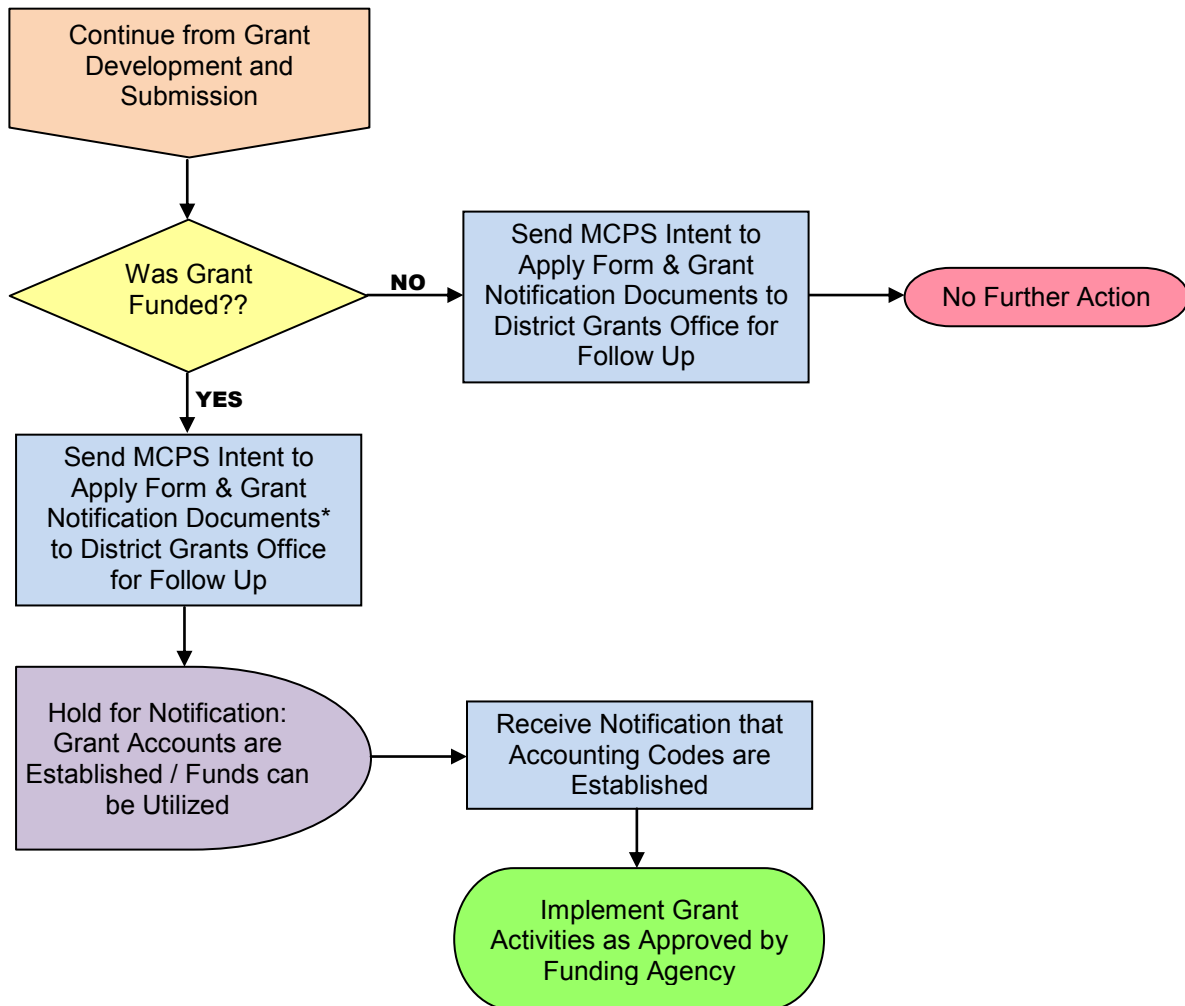 Continue from Grant
Development and
Submission
Was Grant
Funded??
NO
Send MCPS Intent to
Apply Form & Grant
Notification Documents to
District Grants Office for
Follow Up
No Further Action
YES
Send MCPS Intent to
Apply Form & Grant
Notification Documents*
to District Grants Office
for Follow Up
Hold for Notification:
Grant Accounts are
Established / Funds can
be Utilized
Receive Notification that
Accounting Codes are
Established
Implement Grant
Activities as Approved by
Funding Agency